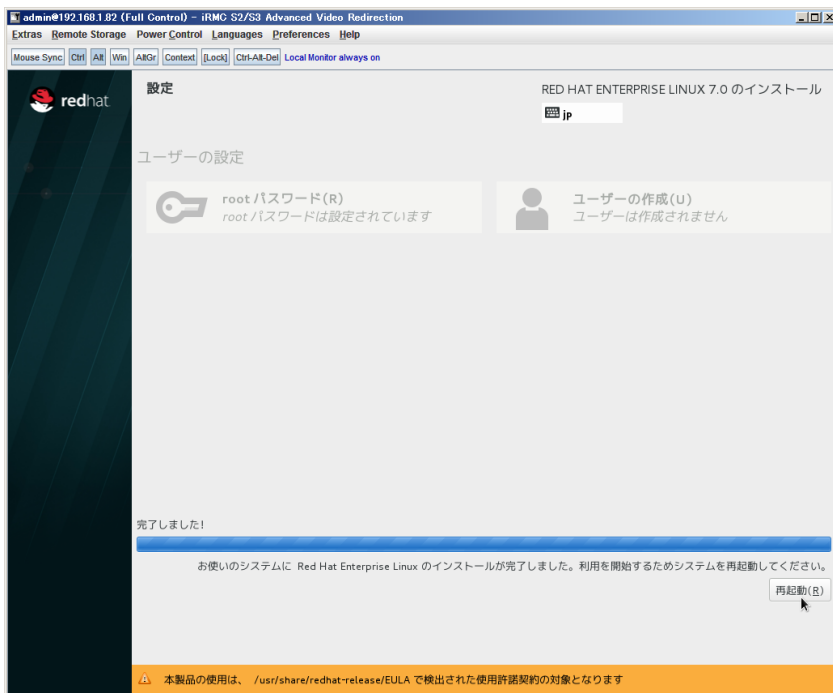 admin@192.168.1.82 (Full Control) - iRMC S2/S3 Advanced Video Redirection
Extras Remote Storage Power Control Languages Preferences Help
Mouse Sync Ctrl Alt Win AltGr Context [Lock] Ctrl-Alt-Del Local Monitor always on
redhat
設定
RED HAT ENTERPRISE LINUX 7.0 のインストール
jp
ユーザーの設定
root パスワード(R)
root パスワードは設定されています
ユーザーの作成(U)
ユーザーは作成されません
完了しました!
お使いのシステムに Red Hat Enterprise Linux のインストールが完了しました。利用を開始するためシステムを再起動してください。
再起動(R)
本製品の使用は、 /usr/share/redhat-release/EULA で検出された使用許諾契約の対象となります